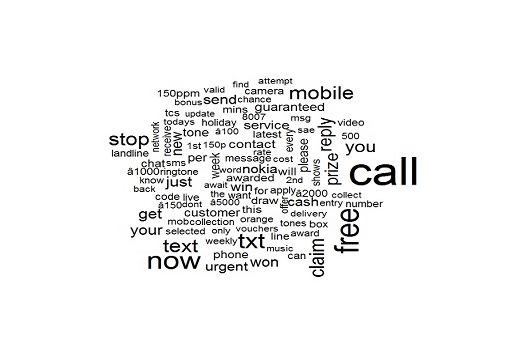 attempt
find
150ppm valid camera mobile
bonus send chance
guaranteed
tcs update mins 8007
todays holiday service msg video
network receive new tone â100 latest every sae reply 500
stop 1st 150p contact please you
landline per rate
chat sms week message cost shows prize call
â1000 ringtone word nokia will
know just awarded 2nd
back await win for apply â2000 collect
code live the want offer cash entry number
â150 dont â5000 draw
get customer this delivery
mob collection orange tones box free
your selected only vouchers
text weekly txt line award claim
now phone music can
urgent won